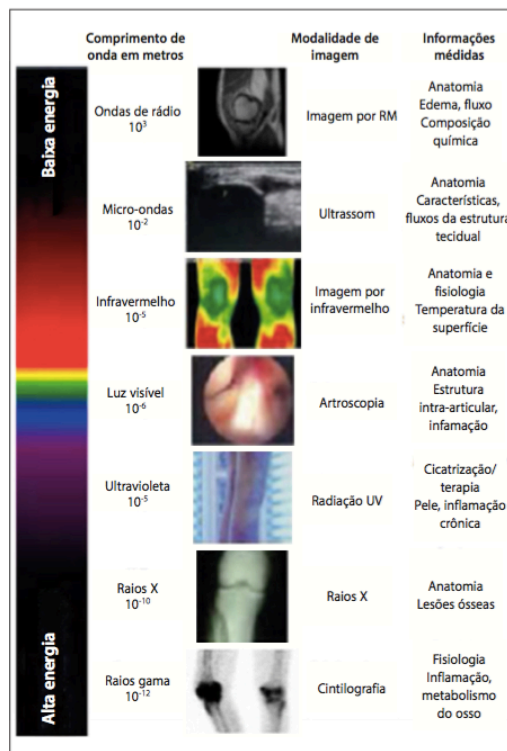 Comprimento de
onda em metros
Modalidade de
imagem
Informações
médidas
Baixa energia
Ondas de rádio
10³
Imagem por RM
Anatomia
Edema, fluxo
Composição
química
Micro-ondas
10⁻²
Ultrassom
Anatomia
Características,
fluxos da estrutura
tecidual
Infravermelho
10⁻⁵
Imagem por
infravermelho
Anatomia e
fisiologia
Temperatura da
superfície
Luz visível
10⁻⁶
Artroscopia
Anatomia
Estrutura
intra-articular,
infamação
Ultravioleta
10⁻⁵
Radiação UV
Cicatrização/
terapia
Pele, inflamação
crônica
Raios X
10⁻¹⁰
Raios X
Anatomia
Lesões ósseas
Alta energia
Raios gama
10⁻¹²
Cintilografia
Fisiologia
Inflamação,
metabolismo
do osso